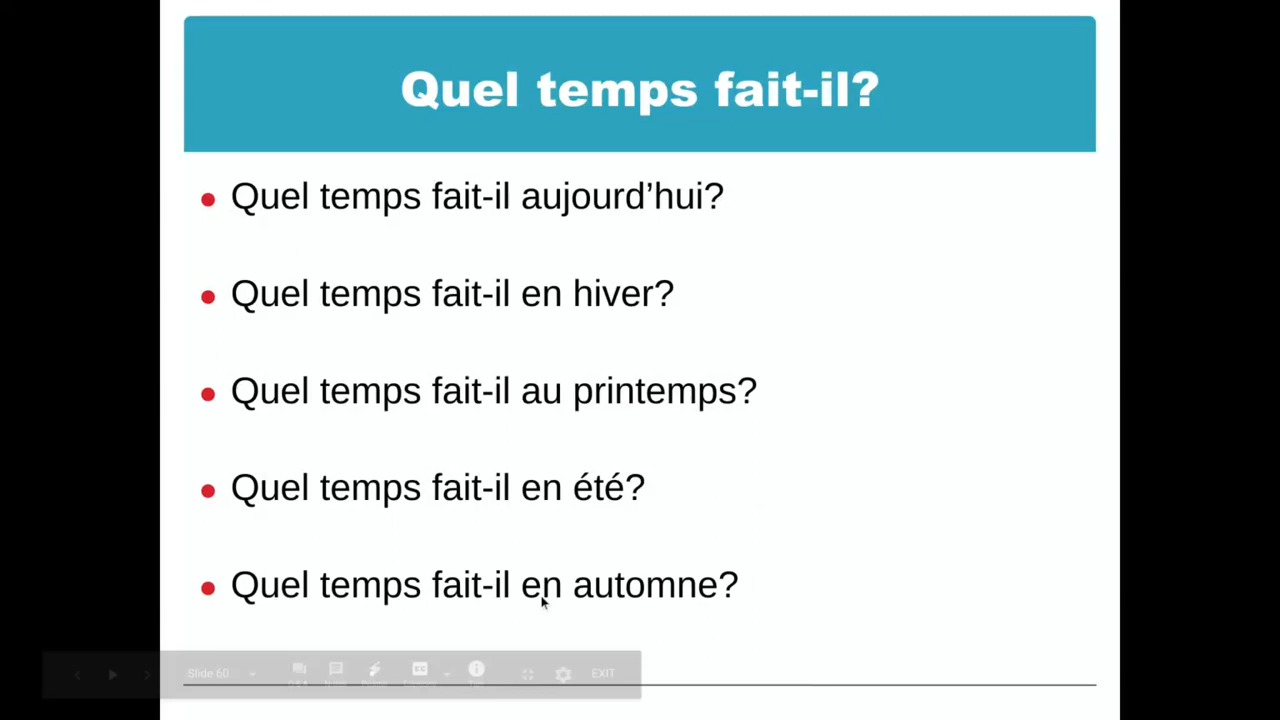 Quel temps fait-il?
Quel temps fait-il aujourd’hui?
Quel temps fait-il en hiver?
Quel temps fait-il au printemps?
Quel temps fait-il en été?
Quel temps fait-il en automne?
Slide 60
EXIT